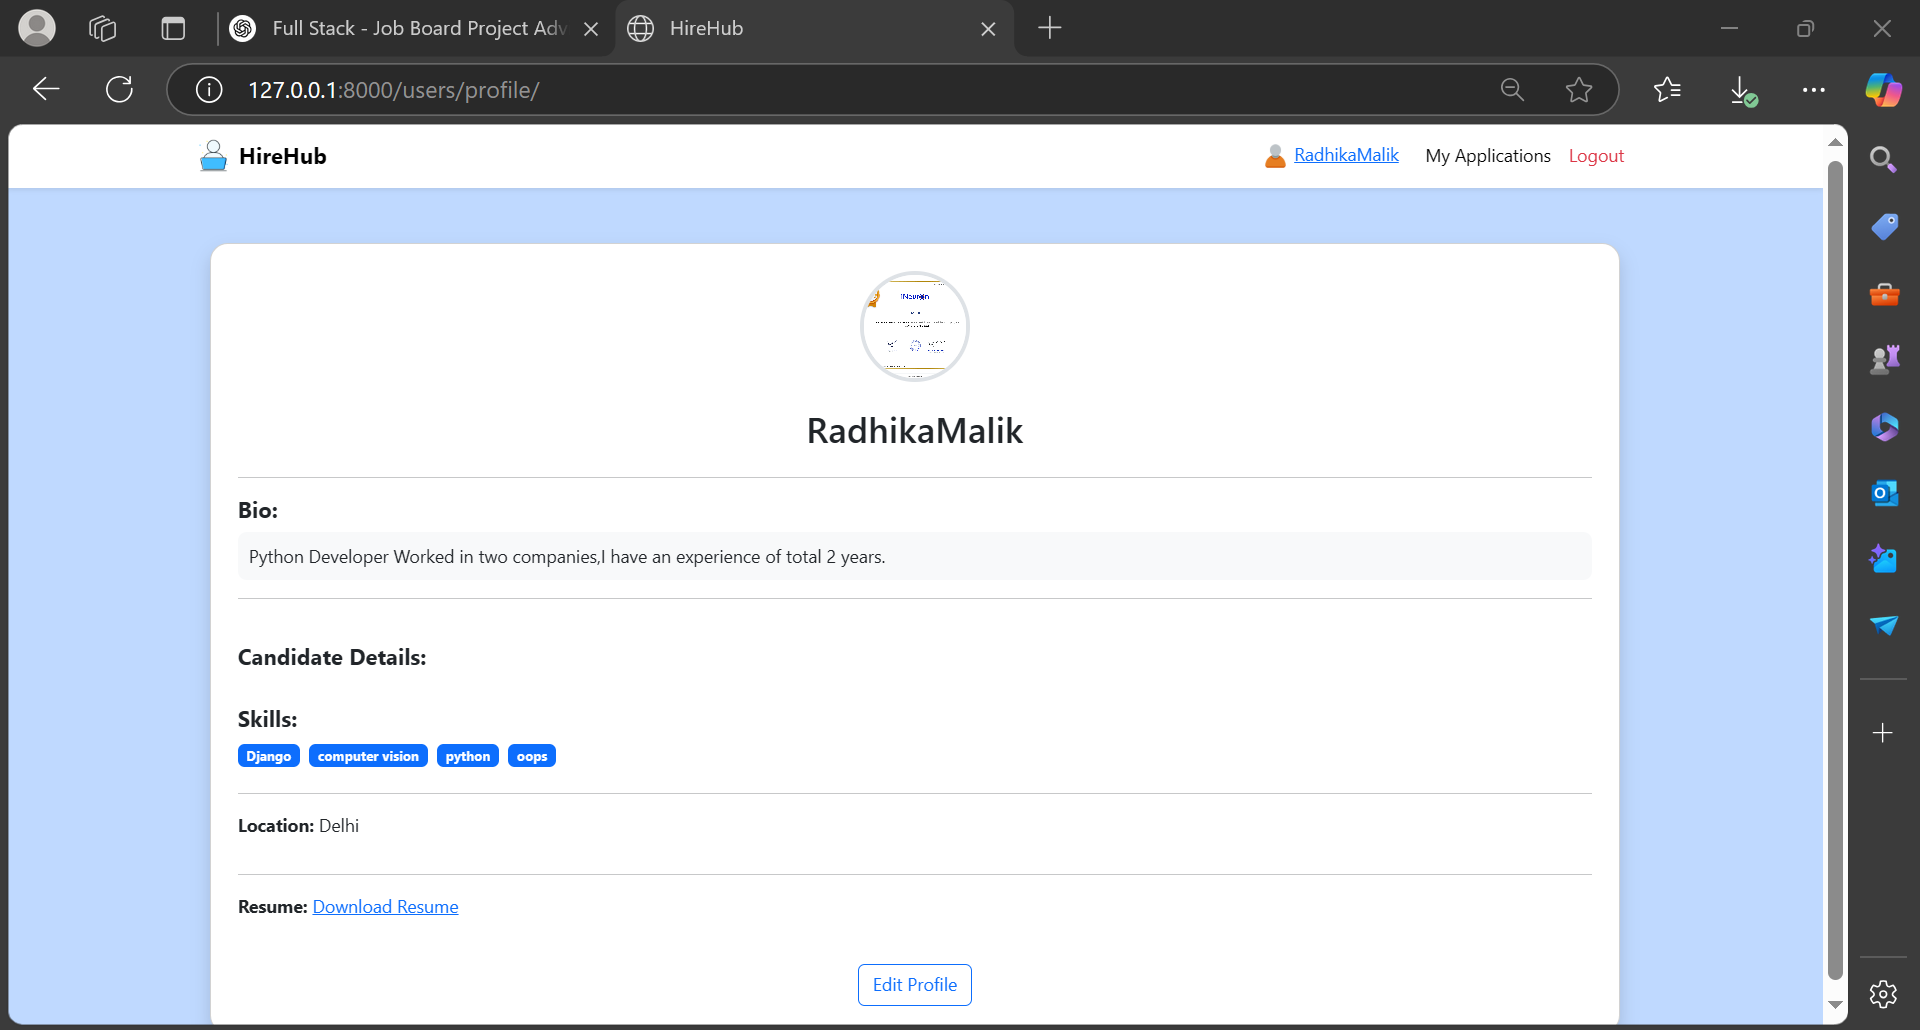 Full Stack - Job Board Project Adv
HireHub
127.0.0.1:8000/users/profile/
HireHub
RadhikaMalik
My Applications
Logout
RadhikaMalik
Bio:
Python Developer Worked in two companies,I have an experience of total 2 years.
Candidate Details:
Skills:
Django
computer vision
python
oops
Location: Delhi
Resume: Download Resume
Edit Profile